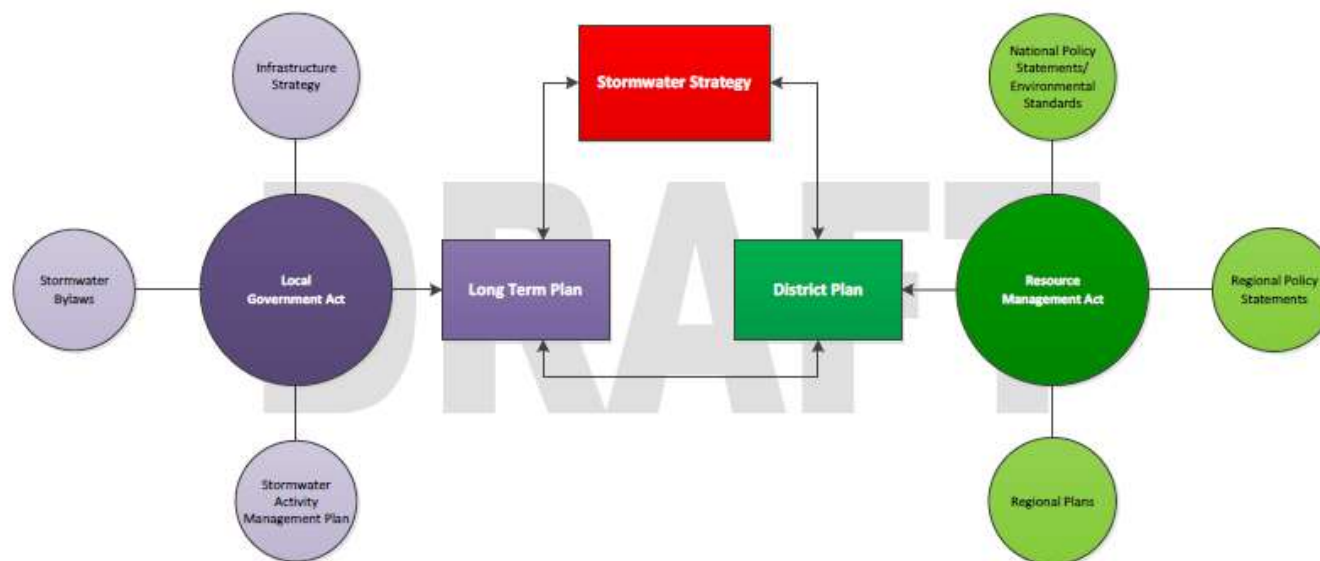 Infrastructure
Strategy
Stormwater Strategy
National Policy
Statements/
Environmental
Standards
DRAFT
Stormwater
Bylaws
Local
Government Act
Long Term Plan
District Plan
Resource
Management Act
Regional Policy
Statements
Stormwater
Activity
Management Plan
Regional Plans